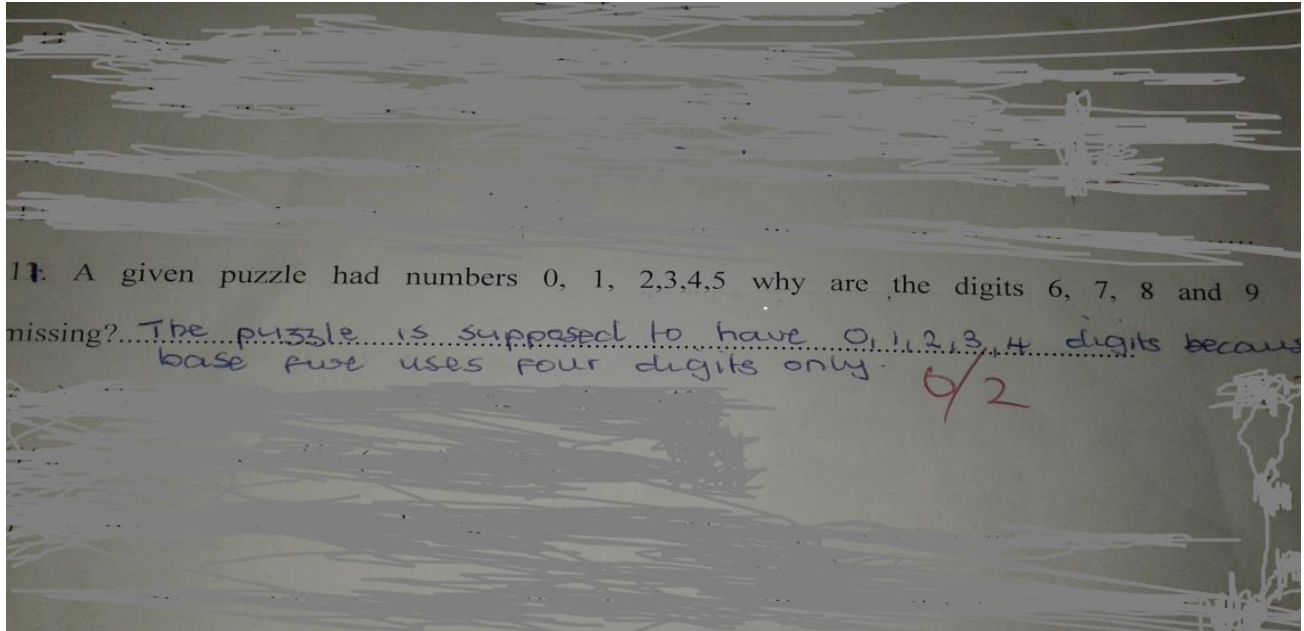 11. A given puzzle had numbers 0, 1, 2,3,4,5 why are the digits 6, 7, 8 and 9
missing?...The puzzle is supposed to have 0, 1, 2, 3, 4 digits becaus
base five uses four digits only.
0/2